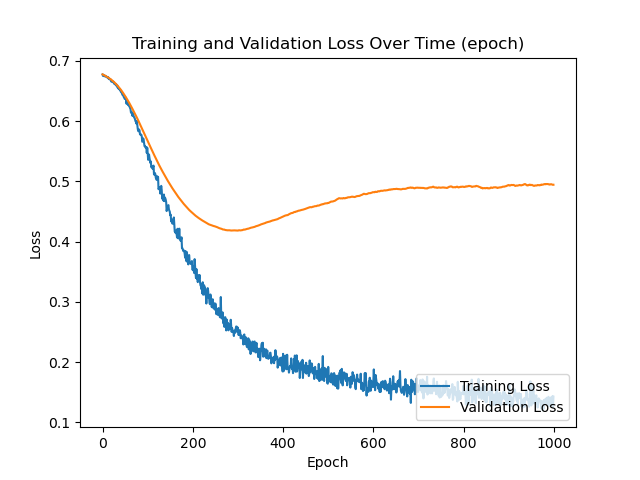 Training and Validation Loss Over Time (epoch)
0.7
0.6
0.5
0.4
0.3
0.2
0.1
Loss
Training Loss
Validation Loss
0 200 400 600 800 1000
Epoch